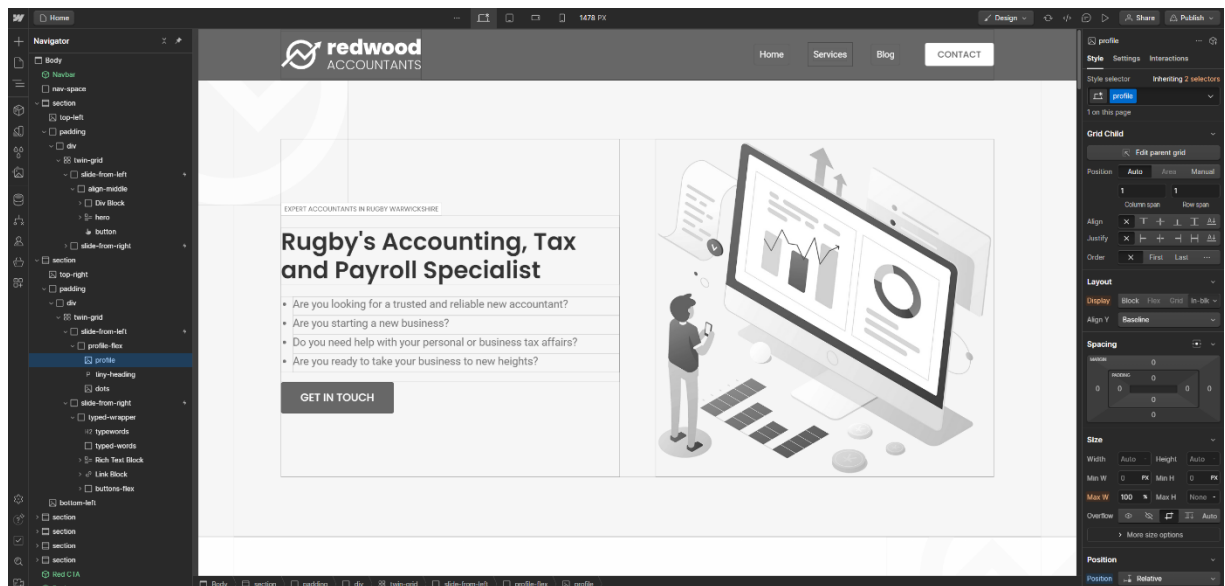 Home
1478 PX
Design
Share
Publish
Navigator
Body
Navbar
nav-space
section
top-left
padding
div
twin-grid
slide-from-left
align-middle
Div Block
hero
button
slide-from-right
section
top-right
padding
div
twin-grid
slide-from-left
profile-flex
profile
tiny-heading
dots
slide-from-right
typed-wrapper
typewords
typed-words
Rich Text Block
Link Block
buttons-flex
bottom-left
section
section
section
section
Red CTA
redwood
ACCOUNTANTS
Home Services Blog CONTACT
EXPERT ACCOUNTANTS IN RUGBY WARWICKSHIRE
Rugby's Accounting, Tax
and Payroll Specialist
• Are you looking for a trusted and reliable new accountant?
• Are you starting a new business?
• Do you need help with your personal or business tax affairs?
• Are you ready to take your business to new heights?
GET IN TOUCH
Body section padding div twin-grid slide-from-left profile-flex profile
profile
Style Settings Interactions
Style selector Inheriting 2 selectors
profile
1 on this page
Grid Child
Edit parent grid
Position Auto Area Manual
1 1
Column span Row span
Align
Justify
Order First Last
Layout
Display Block Flex Grid In-blk
Align Y Baseline
Spacing
MARGIN
0
PADDING
0
0 0 0 0
0
0
Size
Width Auto Height Auto
Min W 0 PX Min H 0 PX
Max W 100 % Max H None
Overflow Auto
More size options
Position
Position Relative